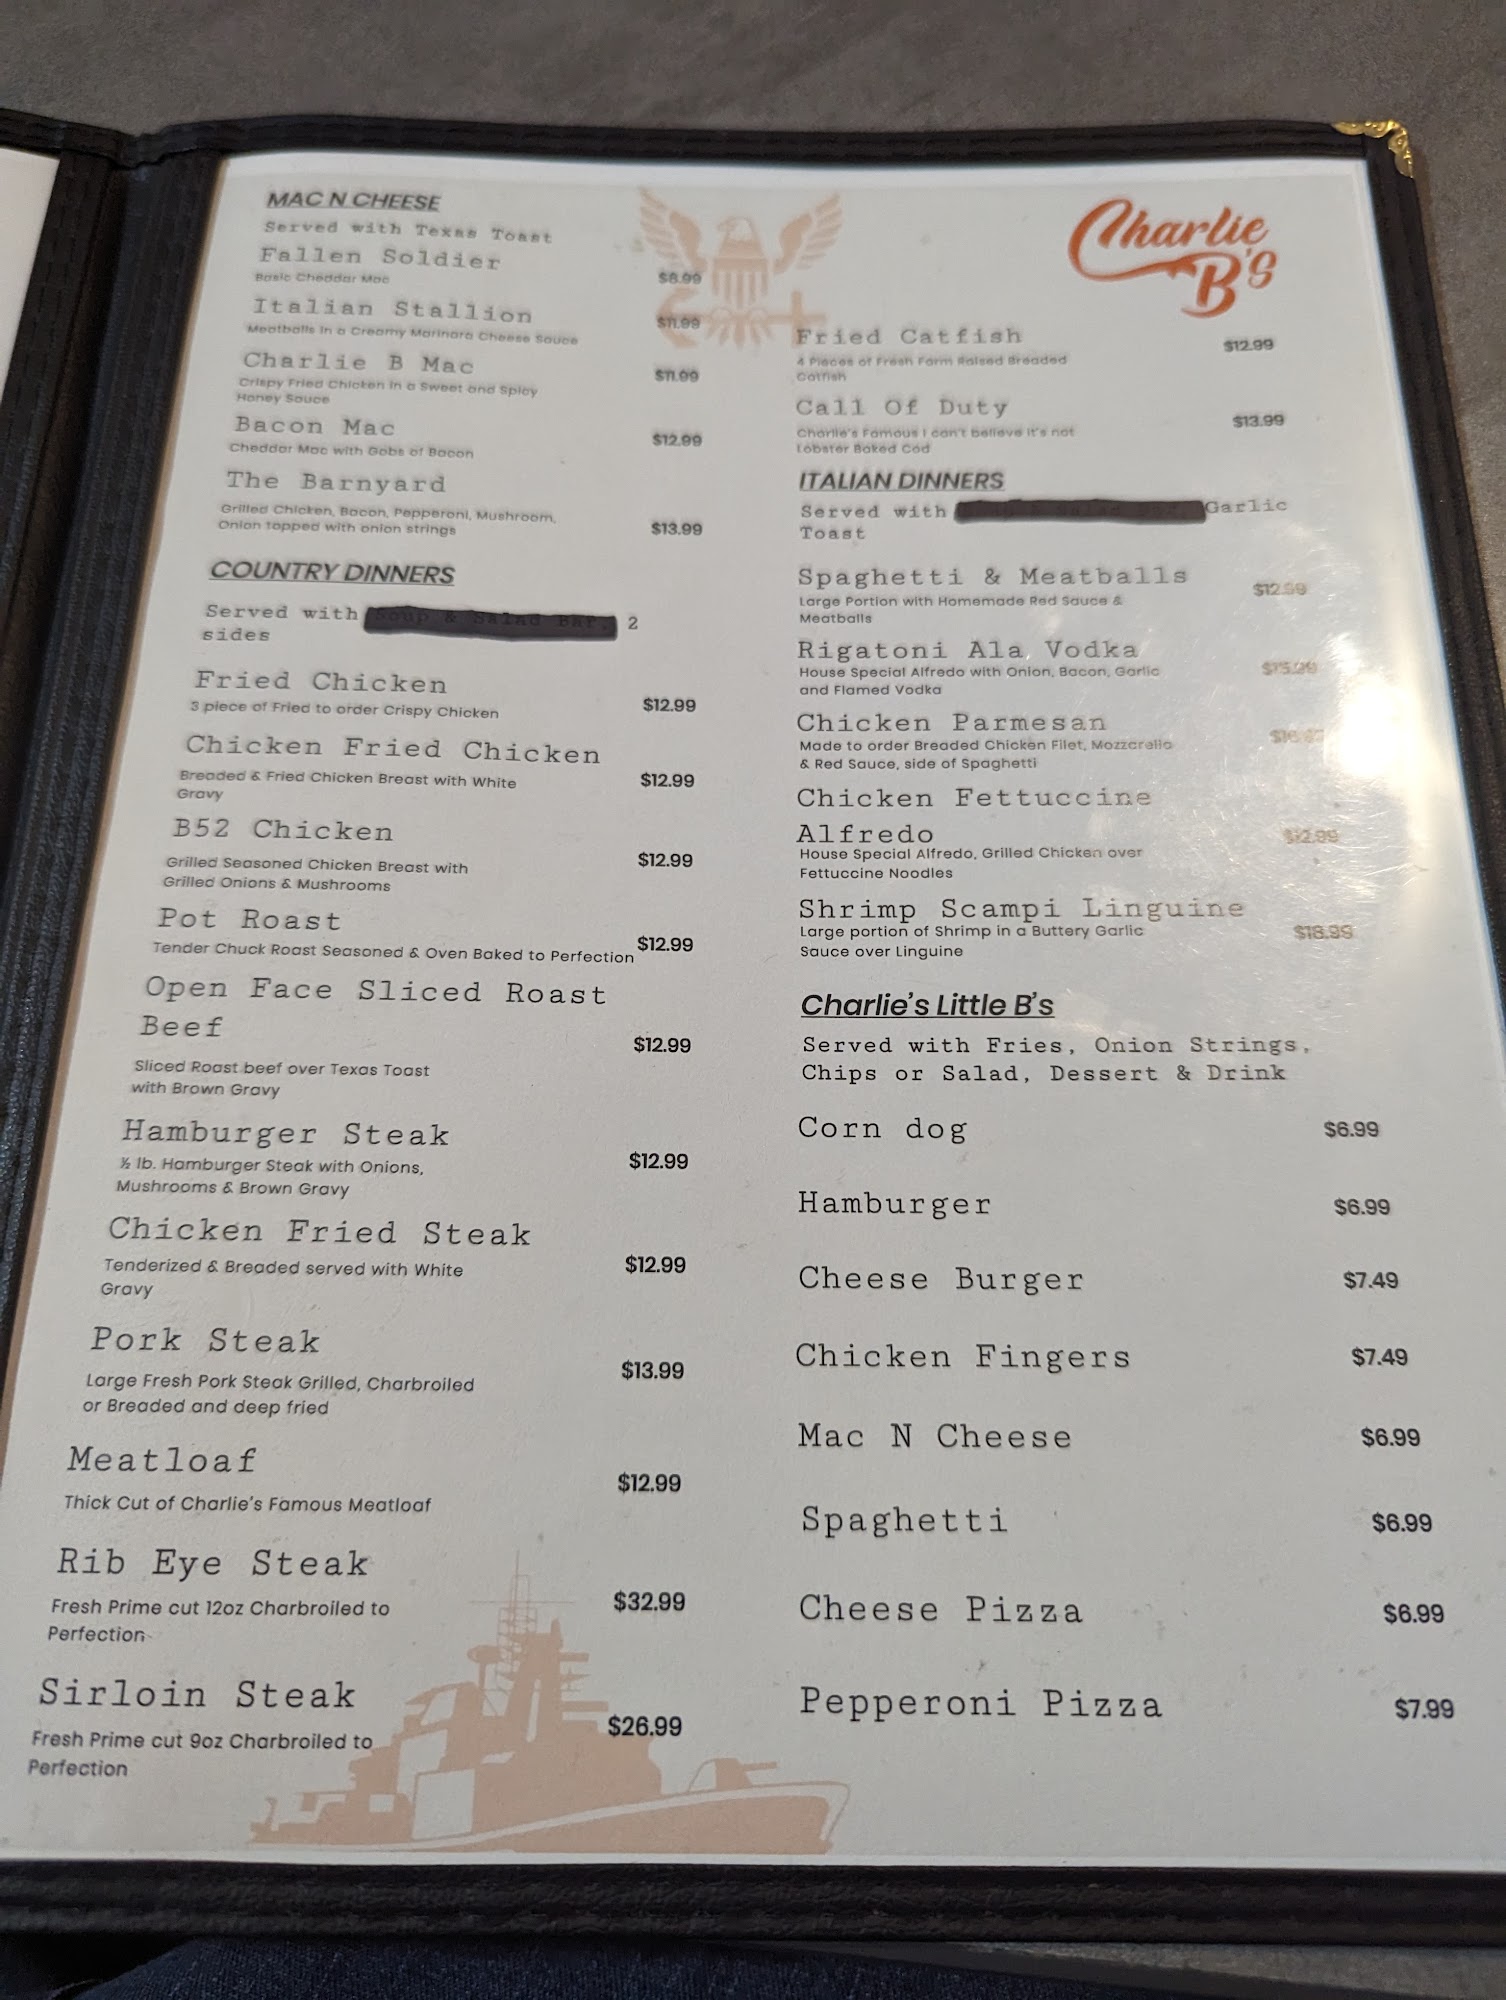 MAC N CHEESE
Served with Texas Toast
Fallen Soldier
Basic Cheddar Mac
$8.99
Italian Stallion
Meatballs in a Creamy Marinara Cheese Sauce
$11.99
Charlie B Mac
Crispy Fried Chicken in a Sweet and Spicy
Honey Sauce
$11.99
Bacon Mac
Cheddar Mac with Gobs of Bacon
$12.99
The Barnyard
Grilled Chicken, Bacon, Pepperoni, Mushroom,
Onion topped with onion strings
$13.99
COUNTRY DINNERS
Served with Soup & Salad Bar, 2
sides
Fried Chicken
3 piece of Fried to order Crispy Chicken
$12.99
Chicken Fried Chicken
Breaded & Fried Chicken Breast with White
Gravy
$12.99
B52 Chicken
Grilled Seasoned Chicken Breast with
Grilled Onions & Mushrooms
$12.99
Pot Roast
Tender Chuck Roast Seasoned & Oven Baked to Perfection
$12.99
Open Face Sliced Roast
Beef
Sliced Roast beef over Texas Toast
with Brown Gravy
$12.99
Hamburger Steak
½ lb. Hamburger Steak with Onions,
Mushrooms & Brown Gravy
$12.99
Chicken Fried Steak
Tenderized & Breaded served with White
Gravy
$12.99
Pork Steak
Large Fresh Pork Steak Grilled, Charbroiled
or Breaded and deep fried
$13.99
Meatloaf
Thick Cut of Charlie's Famous Meatloaf
$12.99
Rib Eye Steak
Fresh Prime cut 12oz Charbroiled to
Perfection
$32.99
Sirloin Steak
Fresh Prime cut 9oz Charbroiled to
Perfection
$26.99
Charlie
B'S
Fried Catfish
4 Pieces of Fresh Farm Raised Breaded
Catfish
$12.99
Call Of Duty
Charlie's Famous I can't believe it's not
Lobster Baked Cod
$13.99
ITALIAN DINNERS
Served with Garlic
Toast
Spaghetti & Meatballs
Large Portion with Homemade Red Sauce &
Meatballs
$12.99
Rigatoni Ala Vodka
House Special Alfredo with Onion, Bacon, Garlic
and Flamed Vodka
$15.99
Chicken Parmesan
Made to order Breaded Chicken Filet, Mozzarella
& Red Sauce, side of Spaghetti
Chicken Fettuccine
Alfredo
House Special Alfredo, Grilled Chicken over
Fettuccine Noodles
$12.99
Shrimp Scampi Linguine
Large portion of Shrimp in a Buttery Garlic
Sauce over Linguine
$18.99
Charlie's Little B's
Served with Fries, Onion Strings,
Chips or Salad, Dessert & Drink
Corn dog
$6.99
Hamburger
$6.99
Cheese Burger
$7.49
Chicken Fingers
$7.49
Mac N Cheese
$6.99
Spaghetti
$6.99
Cheese Pizza
$6.99
Pepperoni Pizza
$7.99